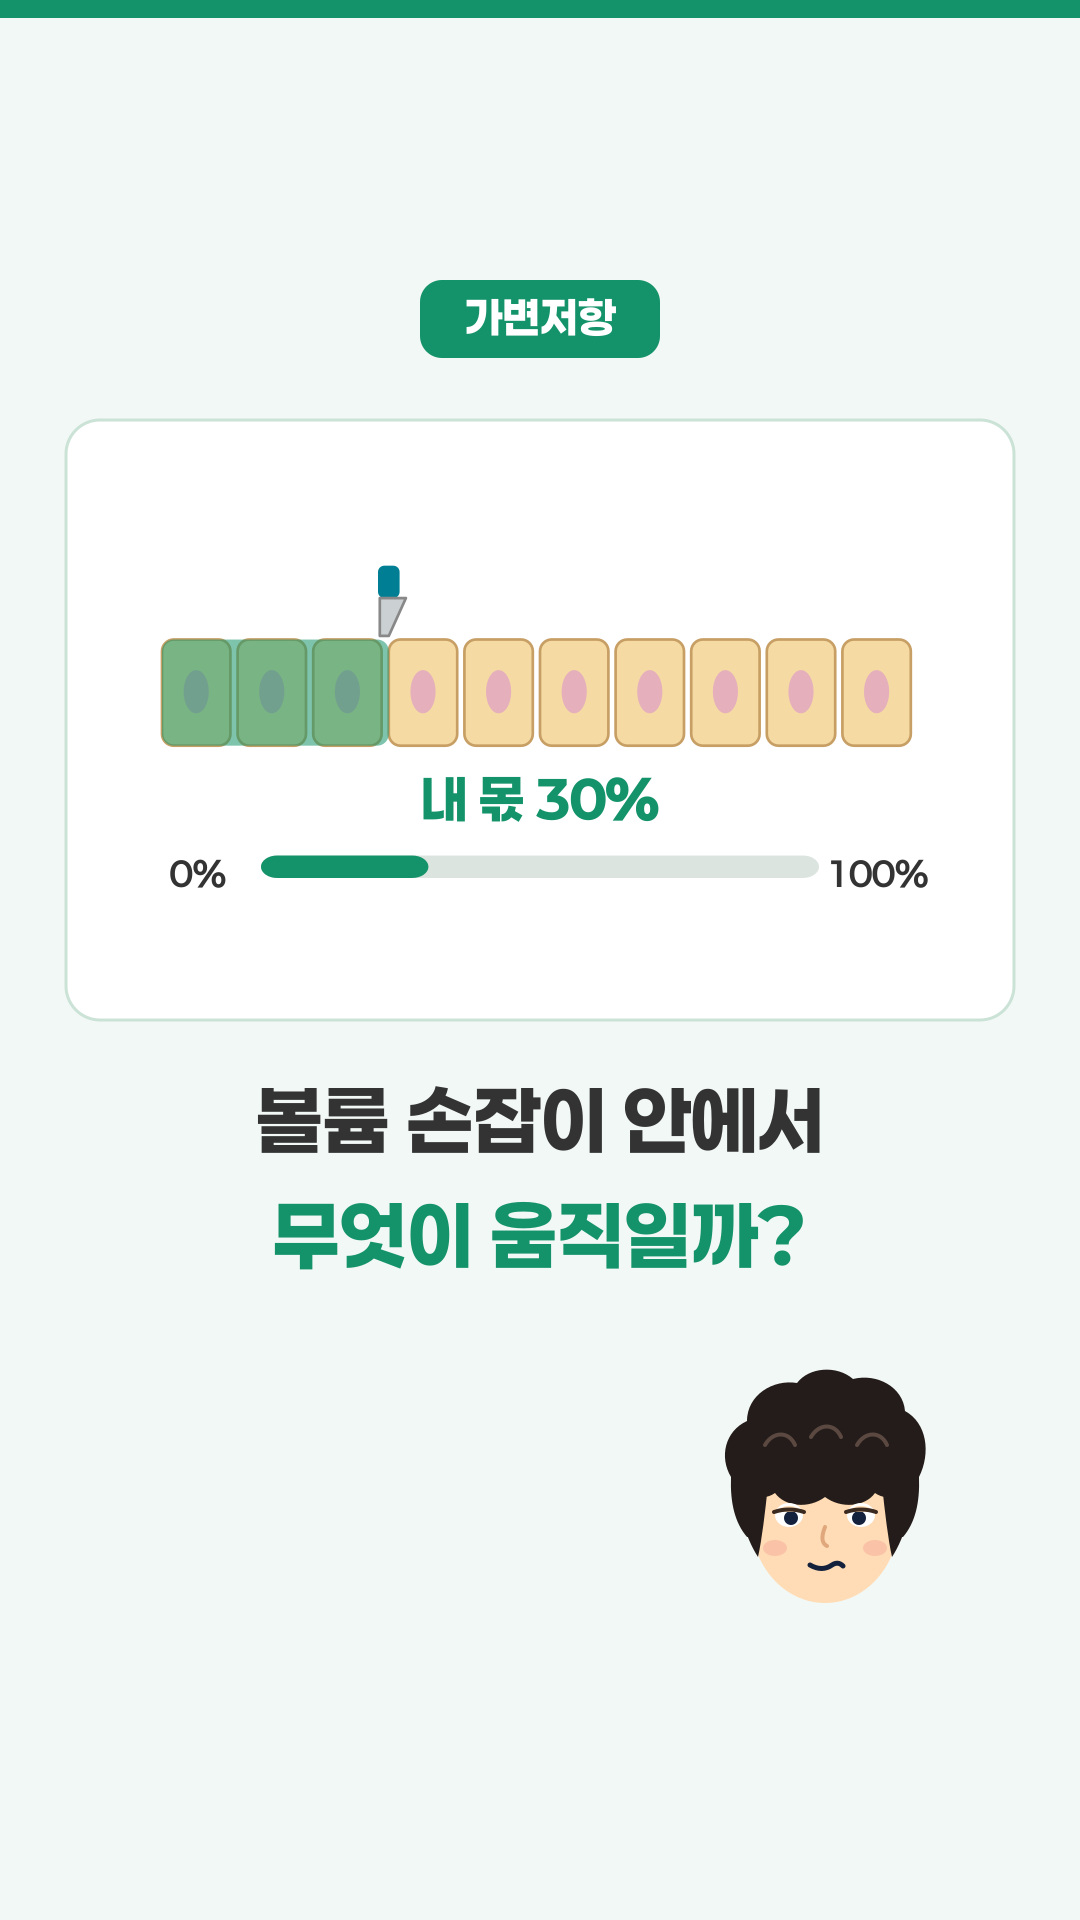 가변저항
내 몫 30%
0%
100%
볼륨 손잡이 안에서
무엇이 움직일까?